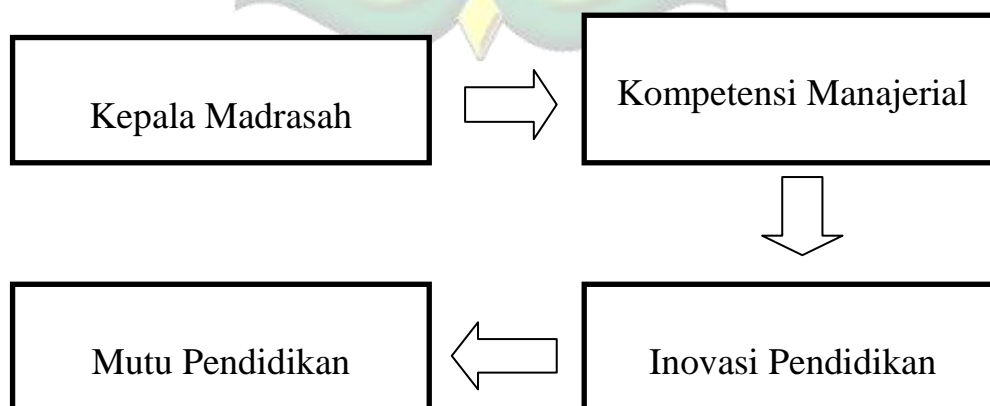 Kepala Madrasah
Kompetensi Manajerial
Inovasi Pendidikan
Mutu Pendidikan